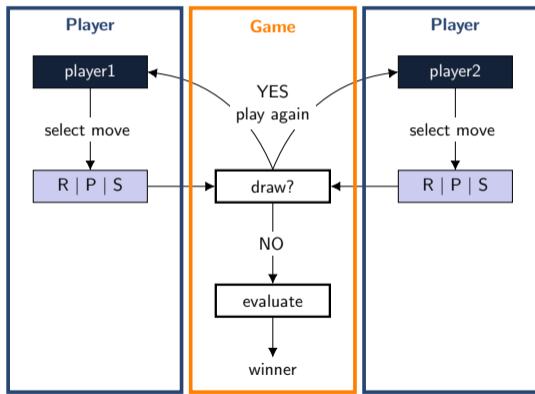 Player
Game
Player
player1
player2
YES
play again
select move
select move
R | P | S
draw?
R | P | S
NO
evaluate
winner